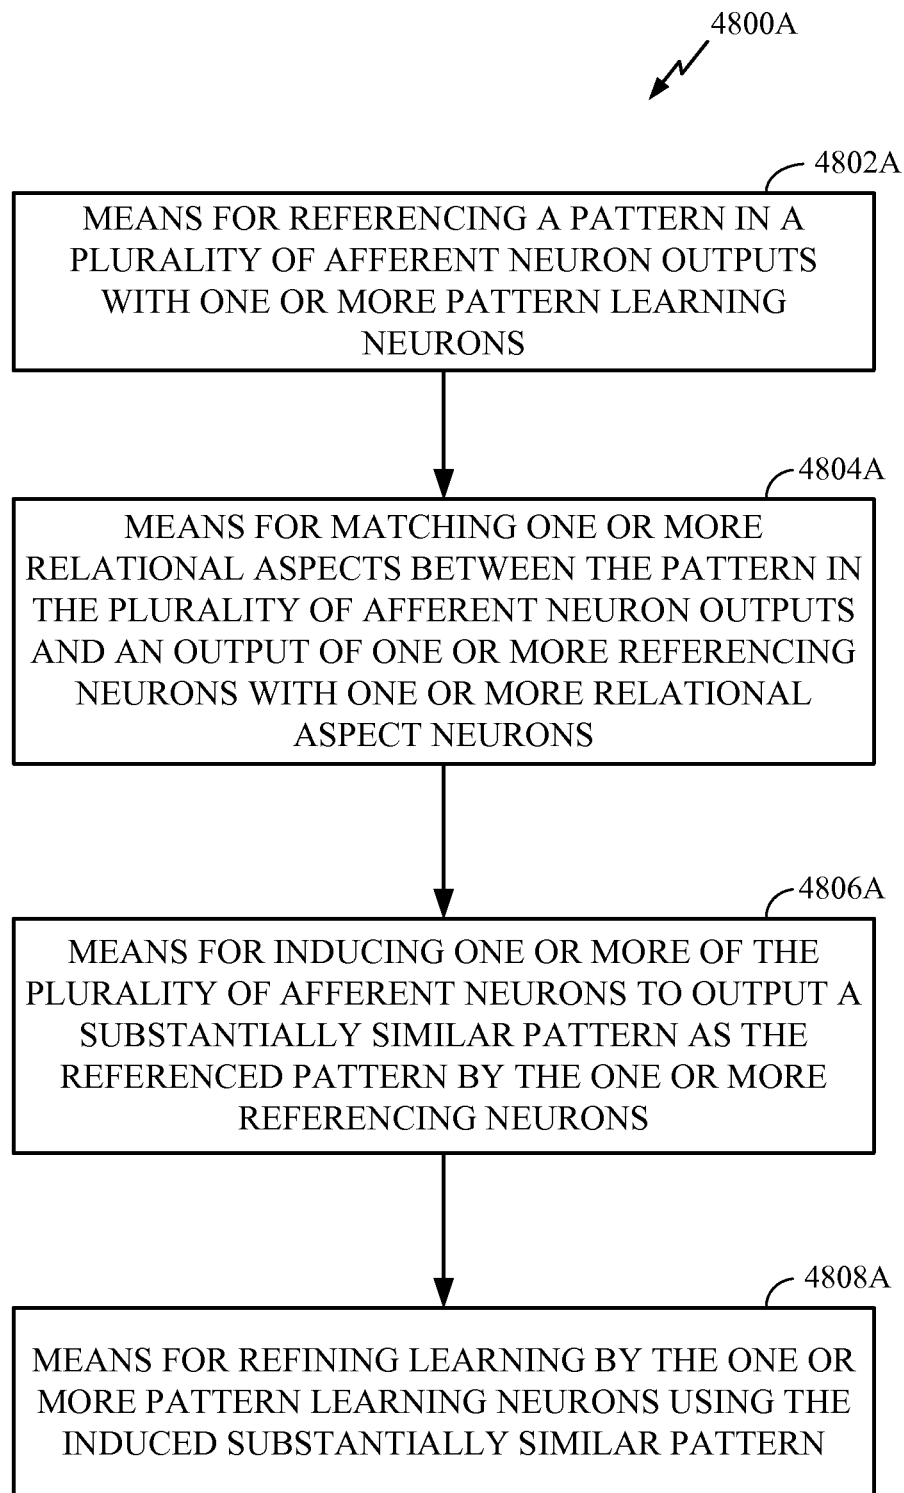 4800A
4802A
MEANS FOR REFERENCING A PATTERN IN A
PLURALITY OF AFFERENT NEURON OUTPUTS
WITH ONE OR MORE PATTERN LEARNING
NEURONS
4804A
MEANS FOR MATCHING ONE OR MORE
RELATIONAL ASPECTS BETWEEN THE PATTERN IN
THE PLURALITY OF AFFERENT NEURON OUTPUTS
AND AN OUTPUT OF ONE OR MORE REFERENCING
NEURONS WITH ONE OR MORE RELATIONAL
ASPECT NEURONS
4806A
MEANS FOR INDUCING ONE OR MORE OF THE
PLURALITY OF AFFERENT NEURONS TO OUTPUT A
SUBSTANTIALLY SIMILAR PATTERN AS THE
REFERENCED PATTERN BY THE ONE OR MORE
REFERENCING NEURONS
4808A
MEANS FOR REFINING LEARNING BY THE ONE OR
MORE PATTERN LEARNING NEURONS USING THE
INDUCED SUBSTANTIALLY SIMILAR PATTERN